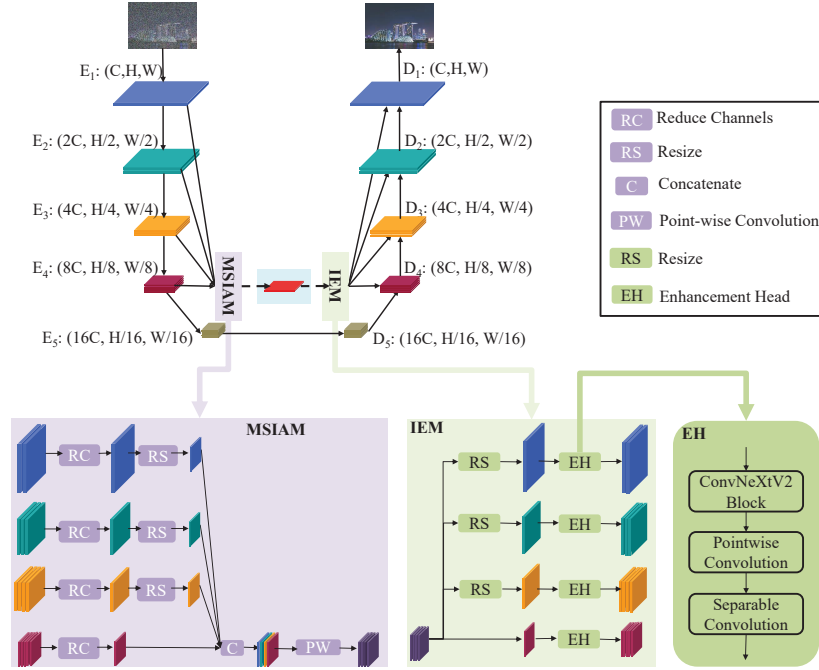 E1: (C,H,W)
D1: (C,H,W)
E2: (2C, H/2, W/2)
D2: (2C, H/2, W/2)
E3: (4C, H/4, W/4)
D3: (4C, H/4, W/4)
E4: (8C, H/8, W/8)
D4: (8C, H/8, W/8)
MSIAM
IEM
E5: (16C, H/16, W/16)
D5: (16C, H/16, W/16)
RC Reduce Channels
RS Resize
C Concatenate
PW Point-wise Convolution
RS Resize
EH Enhancement Head
MSIAM
RC RS
RC RS
RC RS
RC C PW
IEM
RS EH
RS EH
RS EH
EH
EH
ConvNeXtV2
Block
Pointwise
Convolution
Separable
Convolution